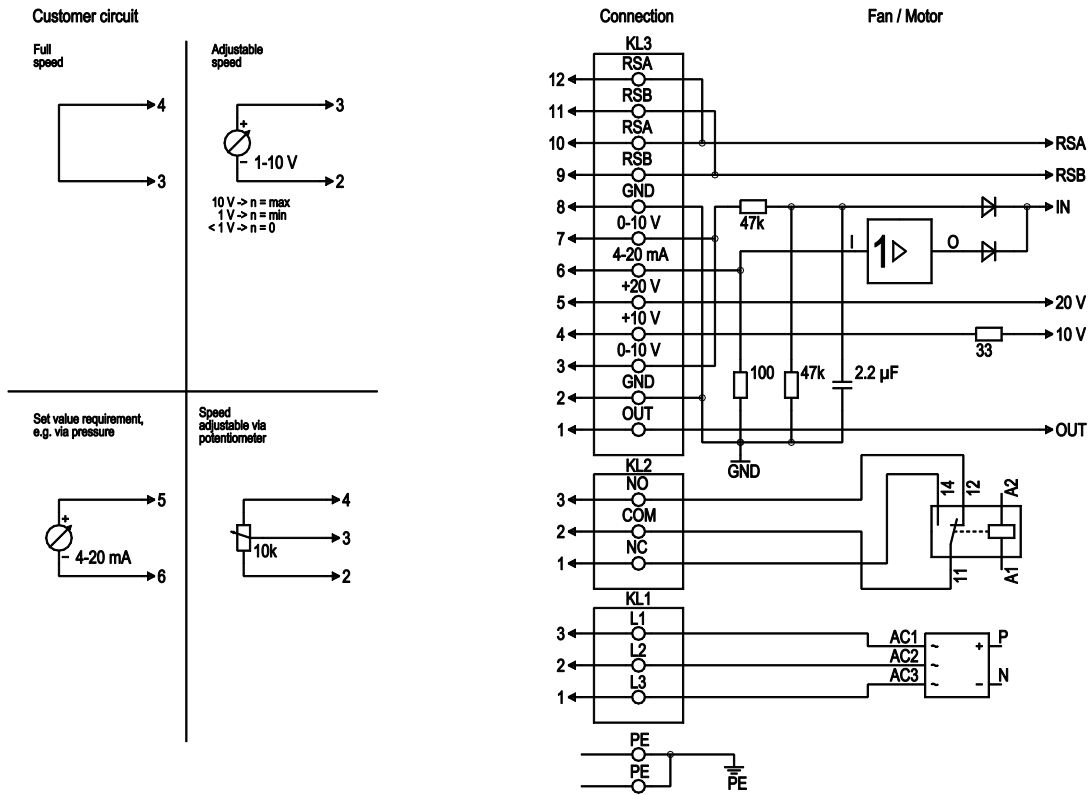 Customer circuit
Connection
Fan / Motor
Full
speed
4
3
Adjustable
speed
3
+
1-10 V
–
2
10 V -> n = max
1 V -> n = min
< 1 V -> n = 0
Set value requirement,
e.g. via pressure
5
+
4-20 mA
–
6
Speed
adjustable via
potentiometer
4
10k
3
2
KL3
12 RSA
11 RSB
10 RSA RSA
9 RSB RSB
8 GND IN
47k
7 0-10 V
I 1 O
6 4-20 mA
5 +20 V 20 V
4 +10 V 10 V
33
3 0-10 V
100 47k 2.2 µF
2 GND
1 OUT OUT
GND
KL2
3 NO
2 COM
1 NC
14 12 A2
11 A1
KL1
3 L1
2 L2
1 L3
AC1 ~ + P
AC2 ~
AC3 ~ – N
PE
PE
PE